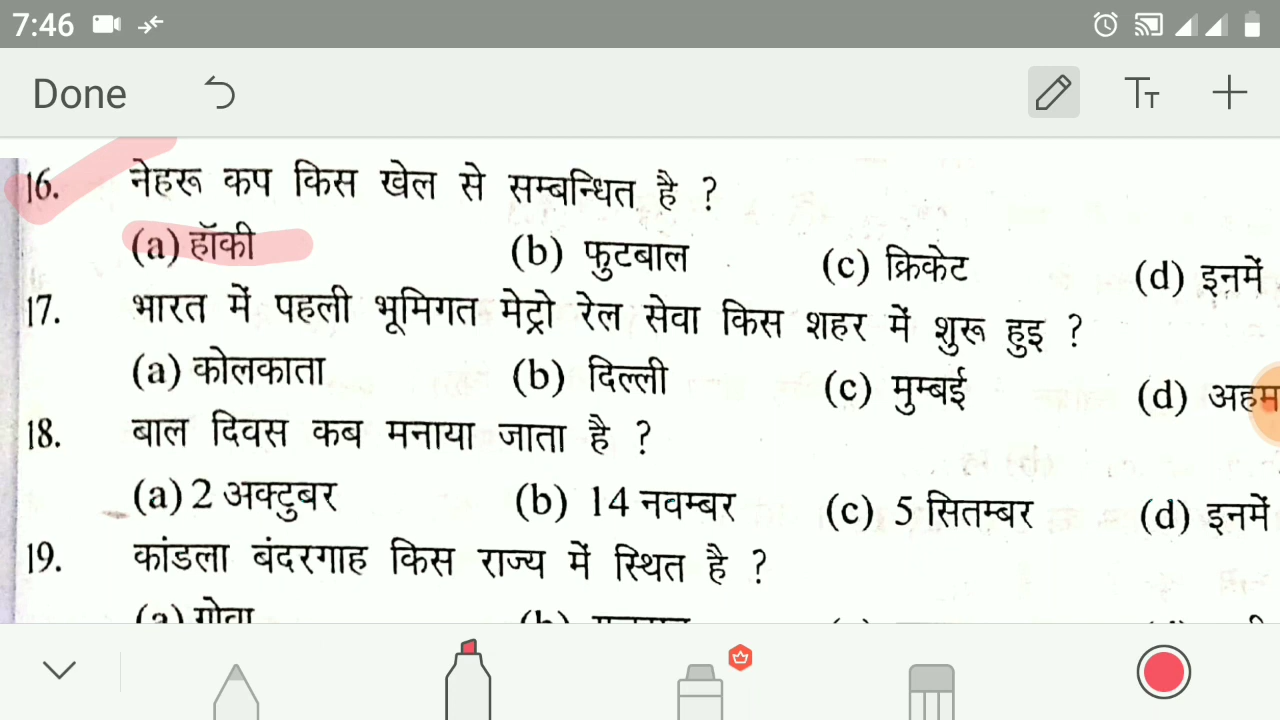 7:46
Done
16. नेहरू कप किस खेल से सम्बन्धित है ?
(a) हॉकी (b) फुटबाल (c) क्रिकेट (d) इनमें
17. भारत में पहली भूमिगत मेट्रो रेल सेवा किस शहर में शुरू हुइ ?
(a) कोलकाता (b) दिल्ली (c) मुम्बई (d) अहम
18. बाल दिवस कब मनाया जाता है ?
(a) 2 अक्टुबर (b) 14 नवम्बर (c) 5 सितम्बर (d) इनमें
19. कांडला बंदरगाह किस राज्य में स्थित है ?
(a) गोवा (b)